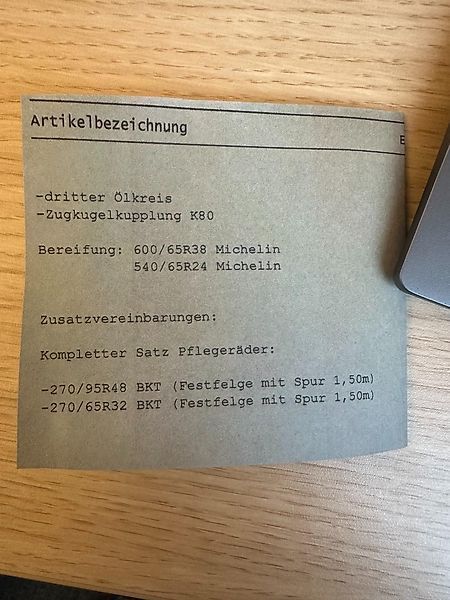 Artikelbezeichnung
E
-dritter Ölkreis
-Zugkugelkupplung K80
Bereifung: 600/65R38 Michelin
540/65R24 Michelin
Zusatzvereinbarungen:
Kompletter Satz Pflegeräder:
-270/95R48 BKT (Festfelge mit Spur 1,50m)
-270/65R32 BKT (Festfelge mit Spur 1,50m)